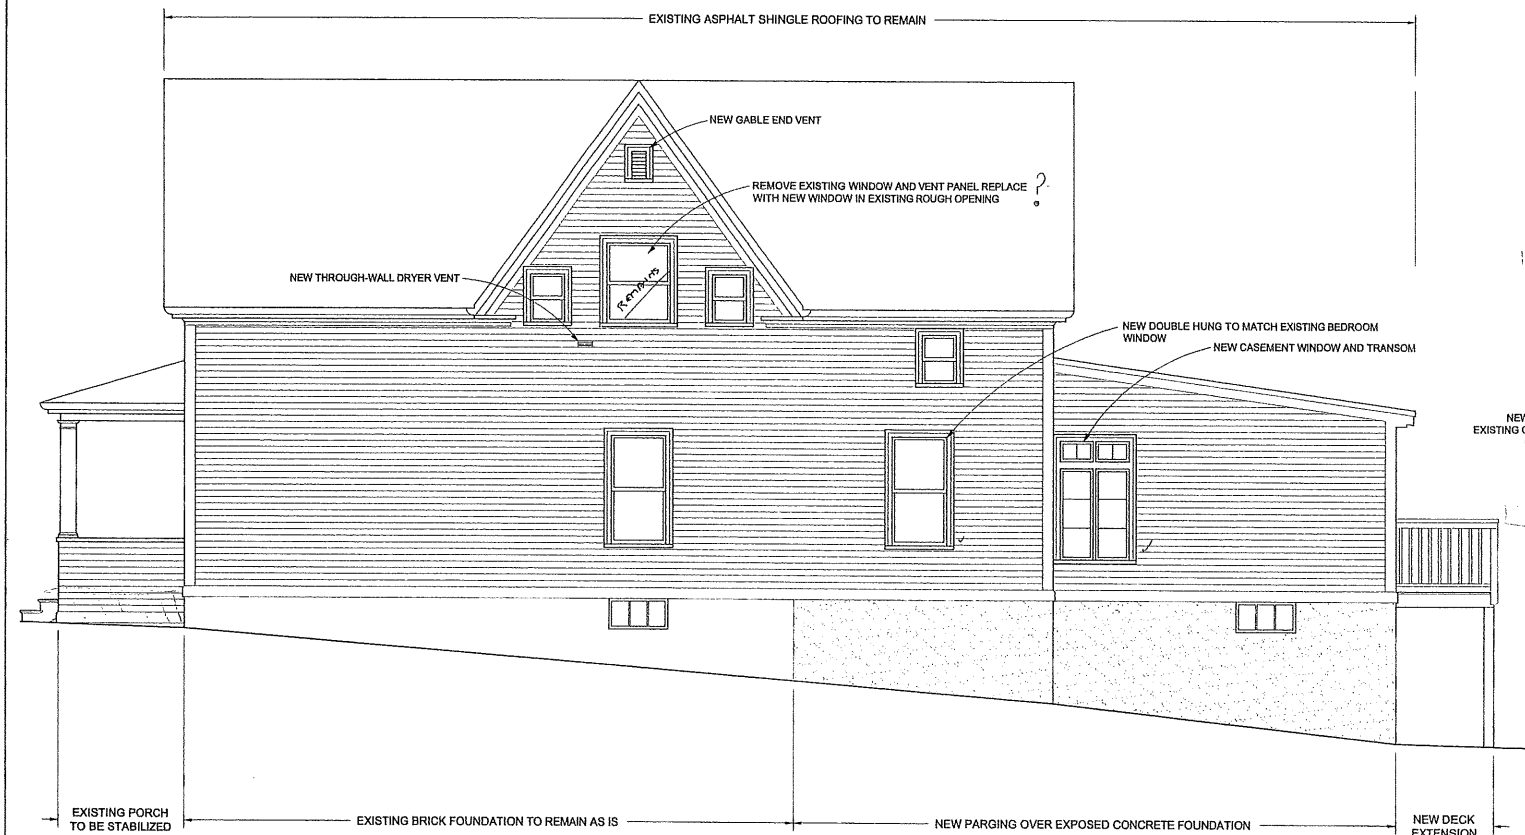 EXISTING ASPHALT SHINGLE ROOFING TO REMAIN
NEW GABLE END VENT
REMOVE EXISTING WINDOW AND VENT PANEL REPLACE ?
WITH NEW WINDOW IN EXISTING ROUGH OPENING
NEW THROUGH-WALL DRYER VENT
REMAINS
NEW DOUBLE HUNG TO MATCH EXISTING BEDROOM
WINDOW
NEW CASEMENT WINDOW AND TRANSOM
NEW
EXISTING
EXISTING PORCH
TO BE STABILIZED
EXISTING BRICK FOUNDATION TO REMAIN AS IS
NEW PARGING OVER EXPOSED CONCRETE FOUNDATION
NEW DECK
EXTENSION